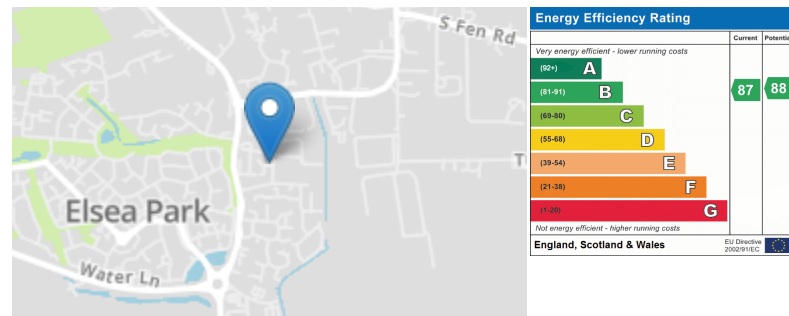 S Fen Rd
Elsea Park
Water Ln
Energy Efficiency Rating
Current Potentia
Very energy efficient - lower running costs
(92+) A
(81-91) B
87 88
(69-80) C
(55-68) D
(39-54) E
(21-38) F
(1-20) G
Not energy efficient - higher running costs
England, Scotland & Wales
EU Directive
2002/91/EC